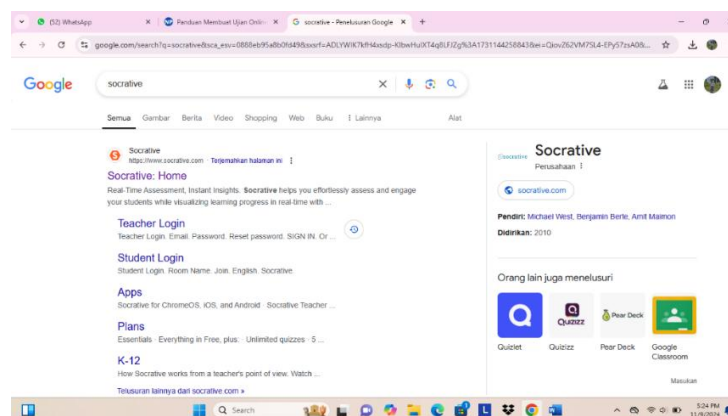 (12) WhatsApp
Panduan Membuat Ujian Online
socrative - Penelusuran Google
Google
socrative
Semua Gambar Berita Video Shopping Web Buku Lainnya Alat
Socrative
https://www.socrative.com · Terjemahkan halaman ini
Socrative: Home
Real-Time Assessment, Instant Insights. Socrative helps you effortlessly assess and engage
your students while visualizing learning progress in real-time with ...
Teacher Login
Teacher Login. Email. Password. Reset password. SIGN IN. Or ...
Student Login
Student Login. Room Name. Join. English. Socrative.
Apps
Socrative for ChromeOS, iOS, and Android · Socrative Teacher ...
Plans
Essentials · Everything in Free, plus: · Unlimited quizzes · 5 ...
K-12
How Socrative works from a teacher's point of view. Watch ...
Telusuran lainnya dari socrative.com »
Socrative
Socrative
Perusahaan
socrative.com
Pendiri: Michael West, Benjamin Berte, Amit Maimon
Didirikan: 2010
Orang lain juga menelusuri
Q
Quizizz
Pear Deck
Quizlet
Quizizz
Pear Deck
Google
Classroom
Masukan
Search
5:24 PM